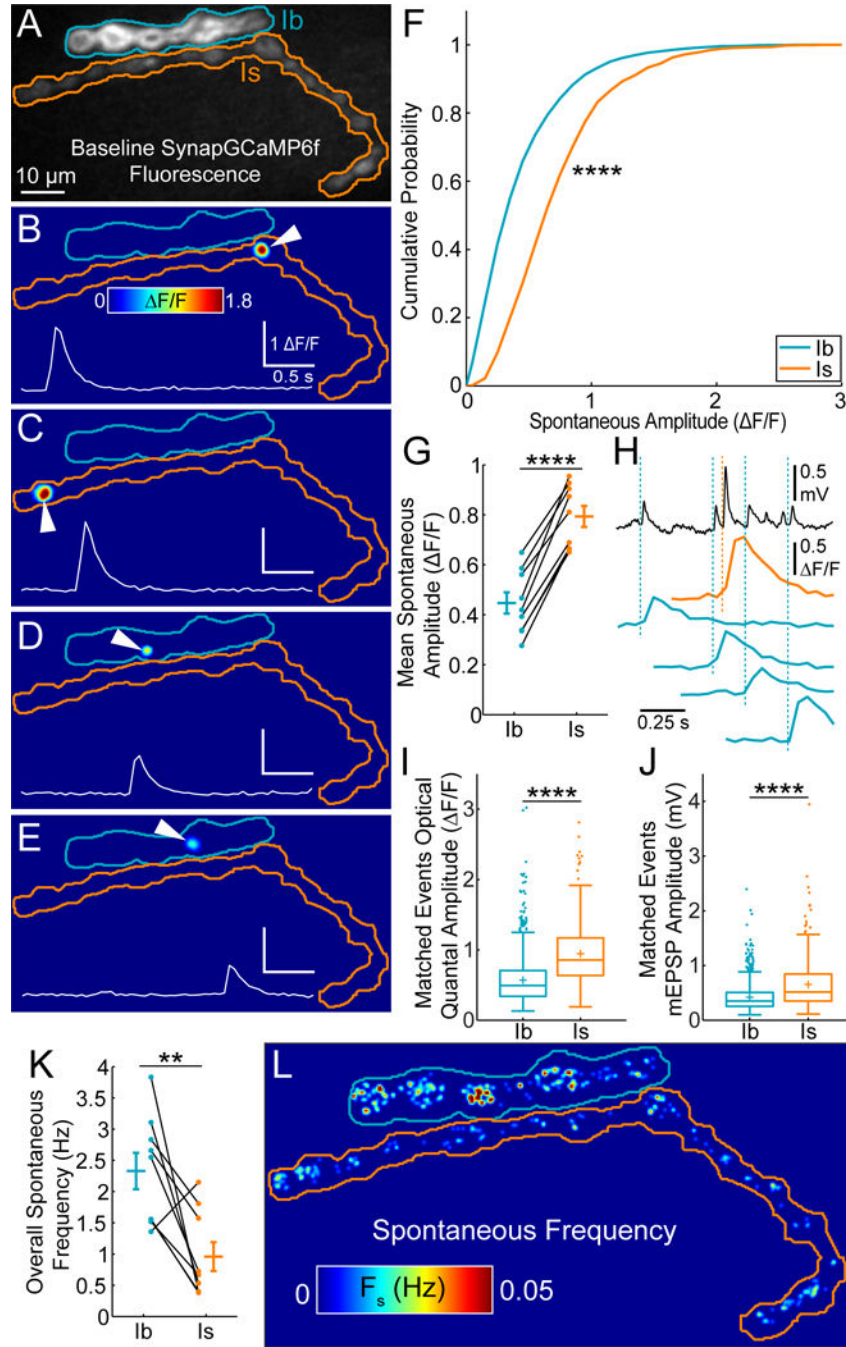 A
Ib
Is
Baseline SynapGCaMP6f
Fluorescence
10 μm
B
0 ΔF/F 1.8
1 ΔF/F
0.5 s
C
D
E
F
Cumulative Probability
1
0.8
0.6
0.4
0.2
0
****
Ib
Is
0 1 2 3
Spontaneous Amplitude (ΔF/F)
G
****
Mean Spontaneous
Amplitude (ΔF/F)
1
0.8
0.6
0.4
0.2
0
Ib Is
H
0.5
mV
0.5
ΔF/F
0.25 s
I
****
Matched Events Optical
Quantal Amplitude (ΔF/F)
3
2
1
0
Ib Is
J
****
Matched Events
mEPSP Amplitude (mV)
4
3
2
1
0
Ib Is
K
**
Overall Spontaneous
Frequency (Hz)
4
3.5
3
2.5
2
1.5
1
0.5
0
Ib Is
L
Spontaneous Frequency
0 Fs (Hz) 0.05